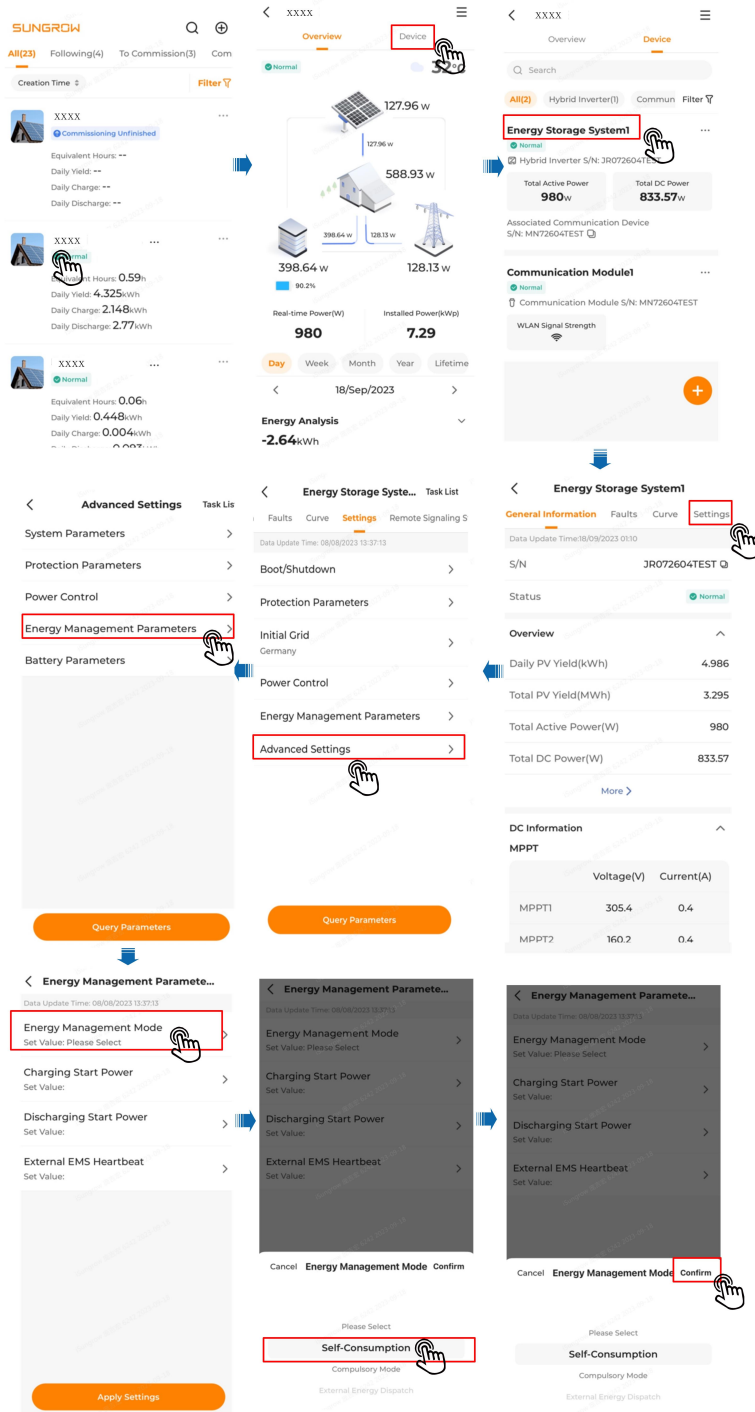 SUNGROW
All(23) Following(4) To Commission(3) Com
Creation Time Filter
XXXX ...
Commissioning Unfinished
Equivalent Hours: --
Daily Yield: --
Daily Charge: --
Daily Discharge: --
XXXX ... ...
Equivalent Hours: 0.59h
Daily Yield: 4.325kWh
Daily Charge: 2.148kWh
Daily Discharge: 2.77kWh
XXXX ... ...
Normal
Equivalent Hours: 0.06h
Daily Yield: 0.448kWh
Daily Charge: 0.004kWh
XXXX
Overview Device
Normal
127.96 w
127.96 w
588.93 w
398.64 w 128.13 w
398.64 w 128.13 w
90.2%
Real-time Power(W) Installed Power(kWp)
980 7.29
Day Week Month Year Lifetime
18/Sep/2023
Energy Analysis
-2.64kWh
XXXX
Overview Device
Search
All(2) Hybrid Inverter(1) Commun Filter
Energy Storage System1 ...
Normal
Hybrid Inverter S/N: JR072604TEST
Total Active Power Total DC Power
980w 833.57w
Associated Communication Device
S/N: MN72604TEST
Communication Module1 ...
Normal
Communication Module S/N: MN72604TEST
WLAN Signal Strength
+
Energy Storage System1
General Information Faults Curve Settings
Data Update Time:18/09/2023 01:10
S/N JR072604TEST
Status Normal
Overview
Daily PV Yield(kWh) 4.986
Total PV Yield(MWh) 3.295
Total Active Power(W) 980
Total DC Power(W) 833.57
More
DC Information
MPPT
Voltage(V) Current(A)
MPPT1 305.4 0.4
MPPT2 160.2 0.4
Energy Storage Syste... Task List
Faults Curve Settings Remote Signaling S
Data Update Time: 08/08/2023 13:37:13
Boot/Shutdown
Protection Parameters
Initial Grid
Germany
Power Control
Energy Management Parameters
Advanced Settings
Query Parameters
Advanced Settings Task Lis
System Parameters
Protection Parameters
Power Control
Energy Management Parameters
Battery Parameters
Query Parameters
Energy Management Paramete...
Data Update Time: 08/08/2023 13:37:13
Energy Management Mode
Set Value: Please Select
Charging Start Power
Set Value:
Discharging Start Power
Set Value:
External EMS Heartbeat
Set Value:
Apply Settings
Energy Management Paramete...
Data Update Time: 08/08/2023 13:37:13
Energy Management Mode
Set Value: Please Select
Charging Start Power
Set Value:
Discharging Start Power
Set Value:
External EMS Heartbeat
Set Value:
Cancel Energy Management Mode Confirm
Please Select
Self-Consumption
Compulsory Mode
External Energy Dispatch
Energy Management Paramete...
Data Update Time: 08/08/2023 13:37:13
Energy Management Mode
Set Value: Please Select
Charging Start Power
Set Value:
Discharging Start Power
Set Value:
External EMS Heartbeat
Set Value:
Cancel Energy Management Mode Confirm
Please Select
Self-Consumption
Compulsory Mode
External Energy Dispatch